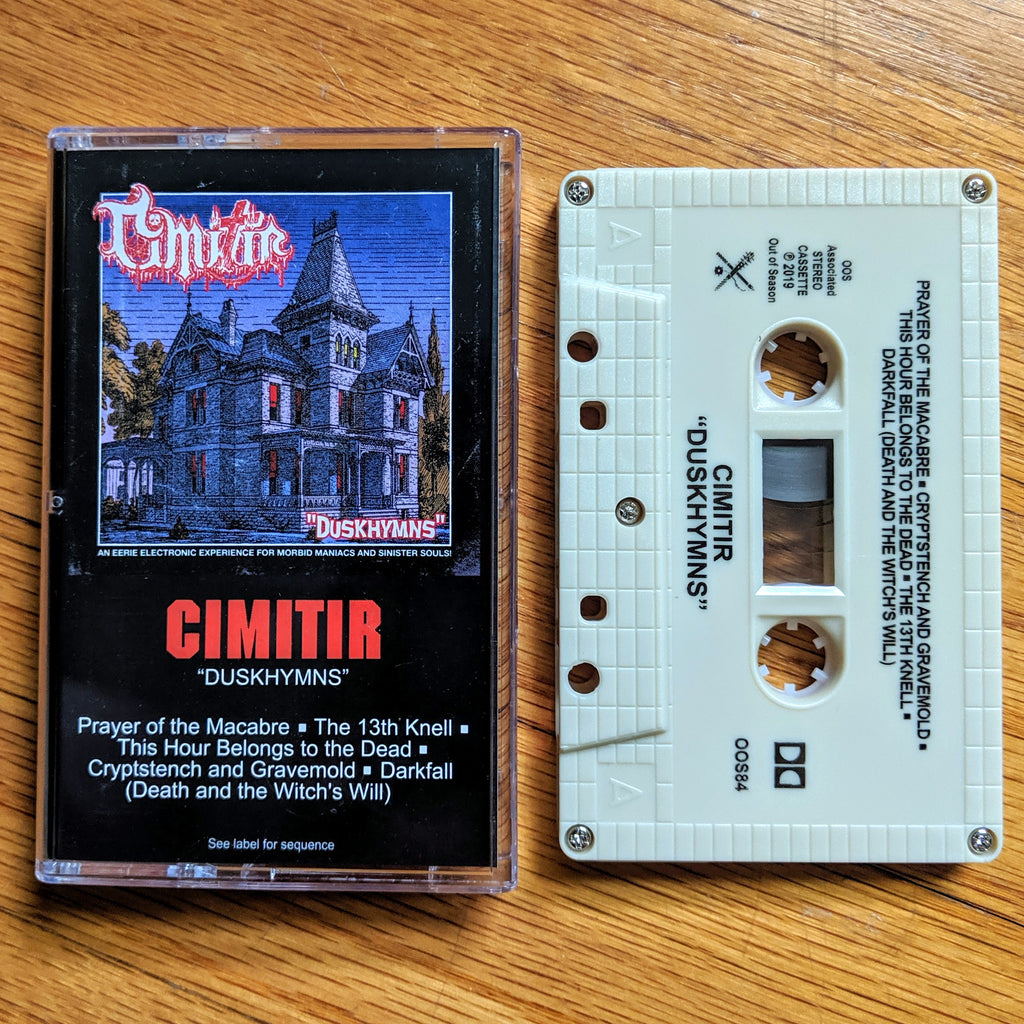 Cimitir
"DUSKHYMNS"
AN EERIE ELECTRONIC EXPERIENCE FOR MORBID MANIACS AND SINISTER SOULS!
CIMITIR
“DUSKHYMNS”
Prayer of the Macabre ▪ The 13th Knell ▪
This Hour Belongs to the Dead ▪
Cryptstench and Gravemold ▪ Darkfall
(Death and the Witch's Will)
See label for sequence
PRAYER OF THE MACABRE ▪ CRYPTSTENCH AND GRAVEMOLD ▪
THIS HOUR BELONGS TO THE DEAD ▪ THE 13TH KNELL ▪
DARKFALL (DEATH AND THE WITCH'S WILL)
OOS
Associated
STEREO
CASSETTE
℗ 2019
Out of Season
CIMITIR
“DUSKHYMNS”
OOS84
A
A